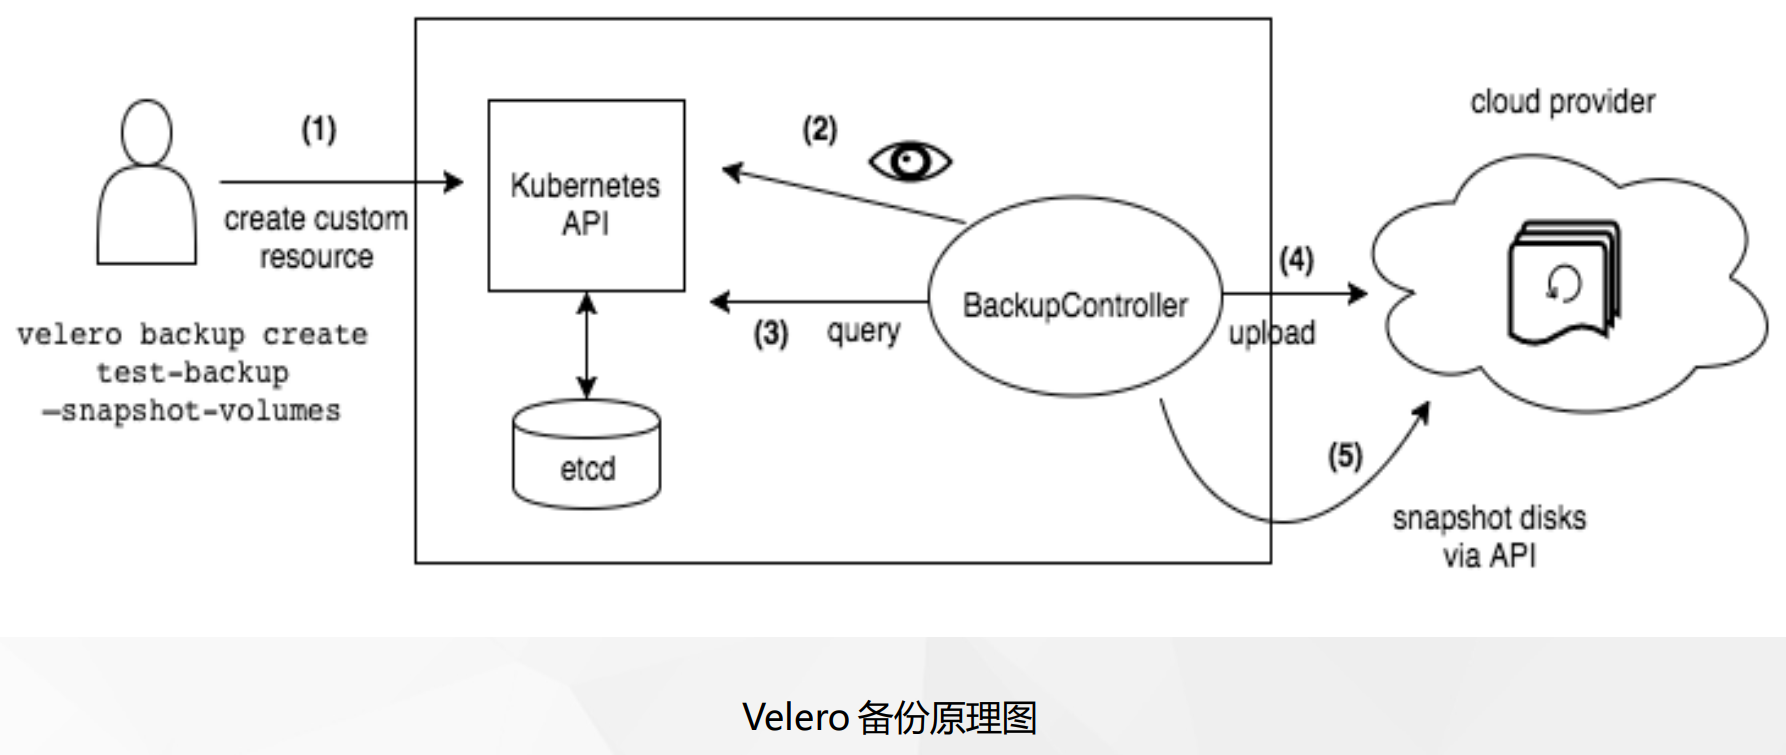 (1)
create custom
resource
velero backup create
test-backup
—snapshot-volumes
Kubernetes
API
etcd
(2)
(3) query
BackupController
(4)
upload
cloud provider
(5)
snapshot disks
via API
Velero 备份原理图